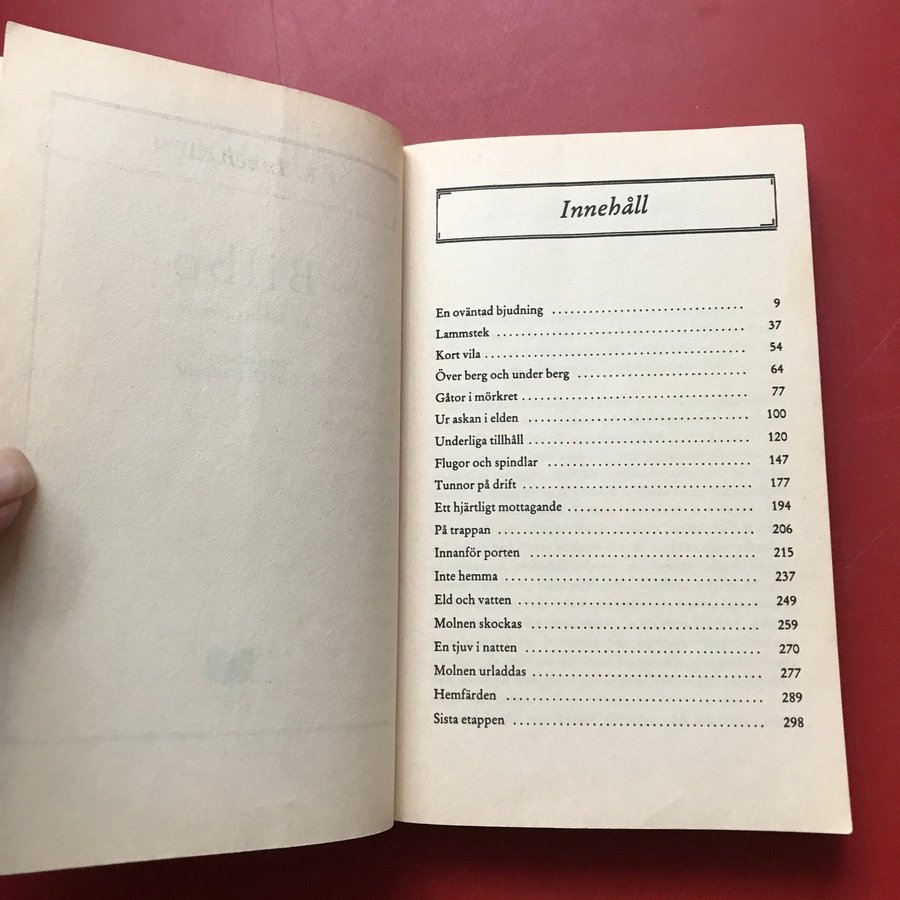 Innehåll
En oväntad bjudning ........................... 9
Lammstek ........................... 37
Kort vila ........................... 54
Över berg och under berg ........................... 64
Gåtor i mörkret ........................... 77
Ur askan i elden ........................... 100
Underliga tillhåll ........................... 120
Flugor och spindlar ........................... 147
Tunnor på drift ........................... 177
Ett hjärtligt mottagande ........................... 194
På trappan ........................... 206
Innanför porten ........................... 215
Inte hemma ........................... 237
Eld och vatten ........................... 249
Molnen skockas ........................... 259
En tjuv i natten ........................... 270
Molnen urladdas ........................... 277
Hemfärden ........................... 289
Sista etappen ........................... 298